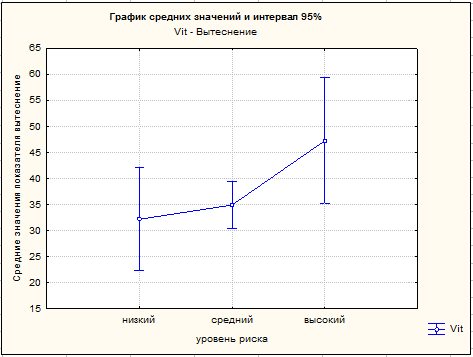 График средних значений и интервал 95%
Vit - Вытеснение
Средние значения показателя вытеснение
65
60
55
50
45
40
35
30
25
20
15
низкий средний высокий
уровень риска
Vit